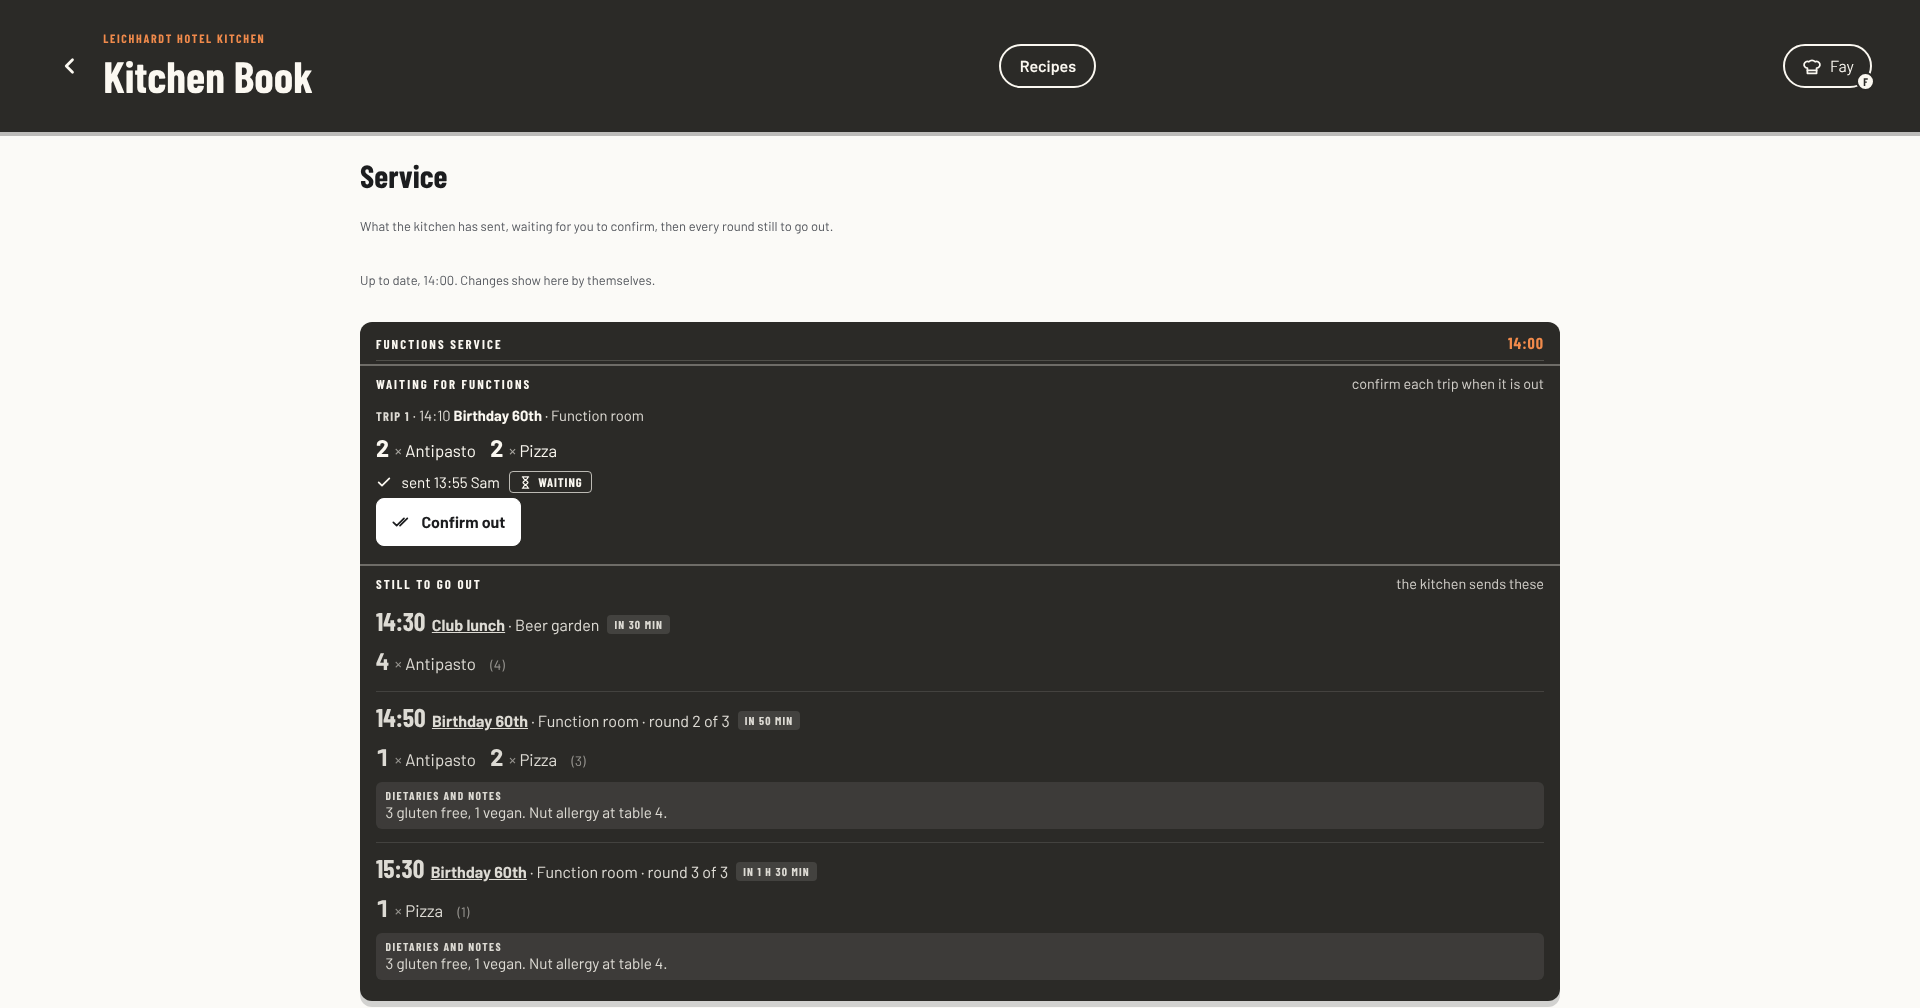 LEICHHARDT HOTEL KITCHEN
Kitchen Book
Recipes
Fay
F
Service
What the kitchen has sent, waiting for you to confirm, then every round still to go out.
Up to date, 14:00. Changes show here by themselves.
FUNCTIONS SERVICE 14:00
WAITING FOR FUNCTIONS confirm each trip when it is out
TRIP 1 · 14:10 Birthday 60th · Function room
2 × Antipasto 2 × Pizza
sent 13:55 Sam WAITING
Confirm out
STILL TO GO OUT the kitchen sends these
14:30 Club lunch · Beer garden IN 30 MIN
4 × Antipasto (4)
14:50 Birthday 60th · Function room · round 2 of 3 IN 50 MIN
1 × Antipasto 2 × Pizza (3)
DIETARIES AND NOTES
3 gluten free, 1 vegan. Nut allergy at table 4.
15:30 Birthday 60th · Function room · round 3 of 3 IN 1 H 30 MIN
1 × Pizza (1)
DIETARIES AND NOTES
3 gluten free, 1 vegan. Nut allergy at table 4.